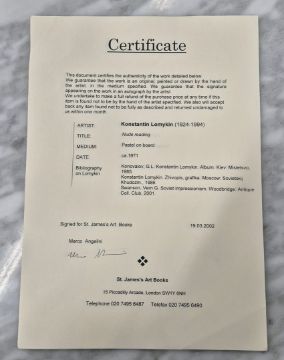 Certificate
This document certifies the authenticity of the work detailed below.
We guarantee that the work is an original, painted or drawn by the hand of
the artist in the medium specified. We guarantee that the signature
appearing on the work is an autograph by the artist.
We undertake to make a full refund of the purchase price at any time if this
item is found not to be by the hand of the artist specified. We also will accept
back any item found not to be fully as described and returned undamaged to
us within one month.
ARTIST: Konstantin Lomykin (1924-1994)
TITLE: Nude reading
MEDIUM: Pastel on board
DATE ca.1971
Bibliography
on Lomykin
Konstantin Lomykin. Album. Kiev: Mistetsvo,
1985.
Konstantin Lomykin. Zhivopis, grafika. Moscow: Sovietskij
Khudozhnik, 1989.
Swanson, Vern G. Soviet Impressionism. Woodbridge: Antique
Coll. Club, 2001.
Signed for St. James's Art Books 19.03.2002
Marco Angelini
St. James's Art Books
15 Piccadilly Arcade, London SW1Y 6NH
Telephone 020 7495 6487 Telefax 020 7495 6490